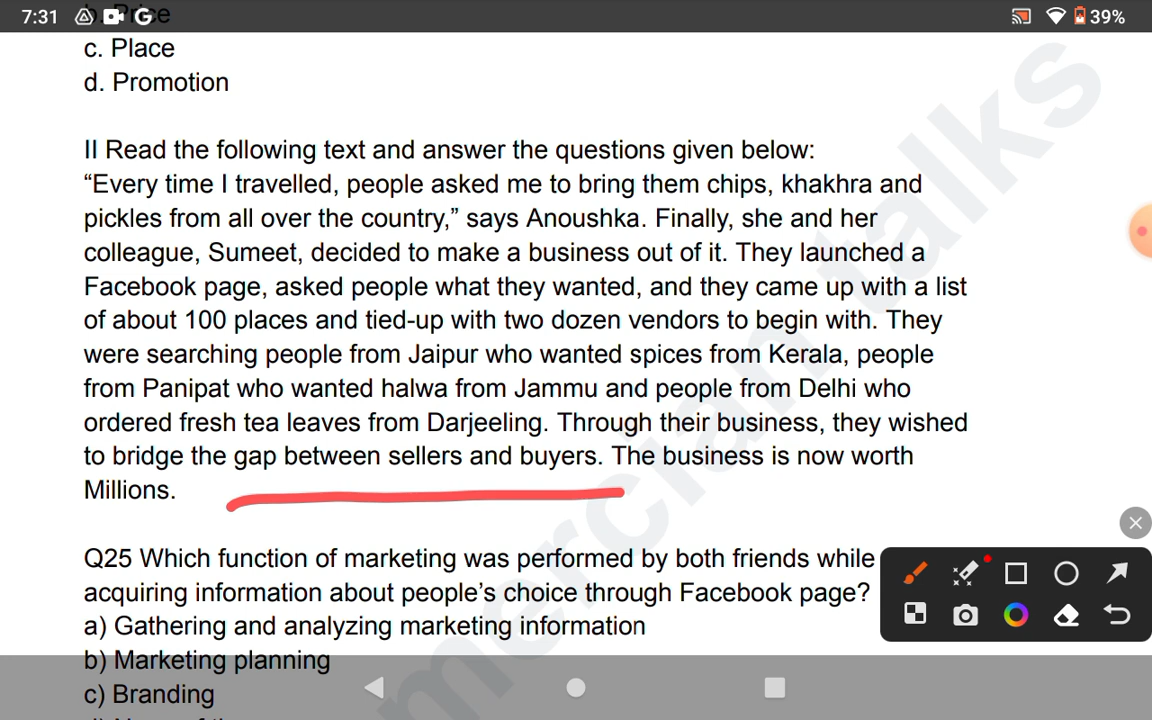 7:31 G 39%
b. Price
c. Place
d. Promotion
II Read the following text and answer the questions given below:
“Every time I travelled, people asked me to bring them chips, khakhra and
pickles from all over the country,” says Anoushka. Finally, she and her
colleague, Sumeet, decided to make a business out of it. They launched a
Facebook page, asked people what they wanted, and they came up with a list
of about 100 places and tied-up with two dozen vendors to begin with. They
were searching people from Jaipur who wanted spices from Kerala, people
from Panipat who wanted halwa from Jammu and people from Delhi who
ordered fresh tea leaves from Darjeeling. Through their business, they wished
to bridge the gap between sellers and buyers. The business is now worth
Millions.
Q25 Which function of marketing was performed by both friends while
acquiring information about people’s choice through Facebook page?
a) Gathering and analyzing marketing information
b) Marketing planning
c) Branding
mercian talks